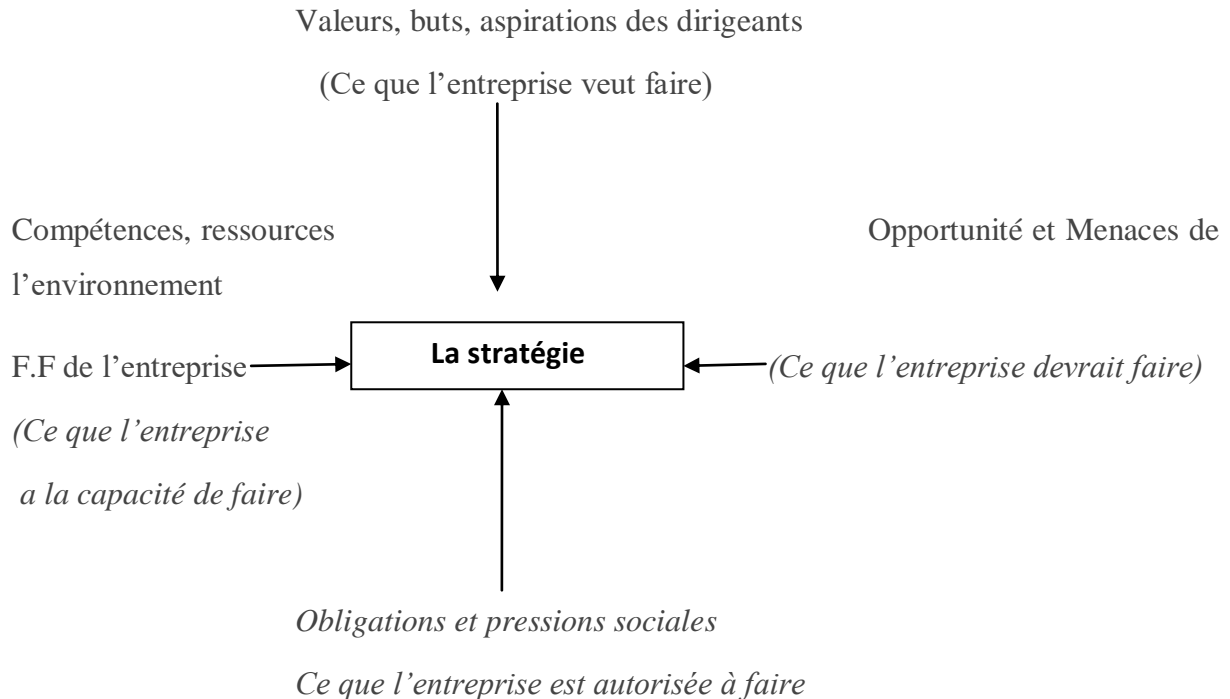 Valeurs, buts, aspirations des dirigeants
(Ce que l’entreprise veut faire)
Compétences, ressources Opportunité et Menaces de
l’environnement
La stratégie
F.F de l’entreprise (Ce que l’entreprise devrait faire)
(Ce que l’entreprise
a la capacité de faire)
Obligations et pressions sociales
Ce que l’entreprise est autorisée à faire